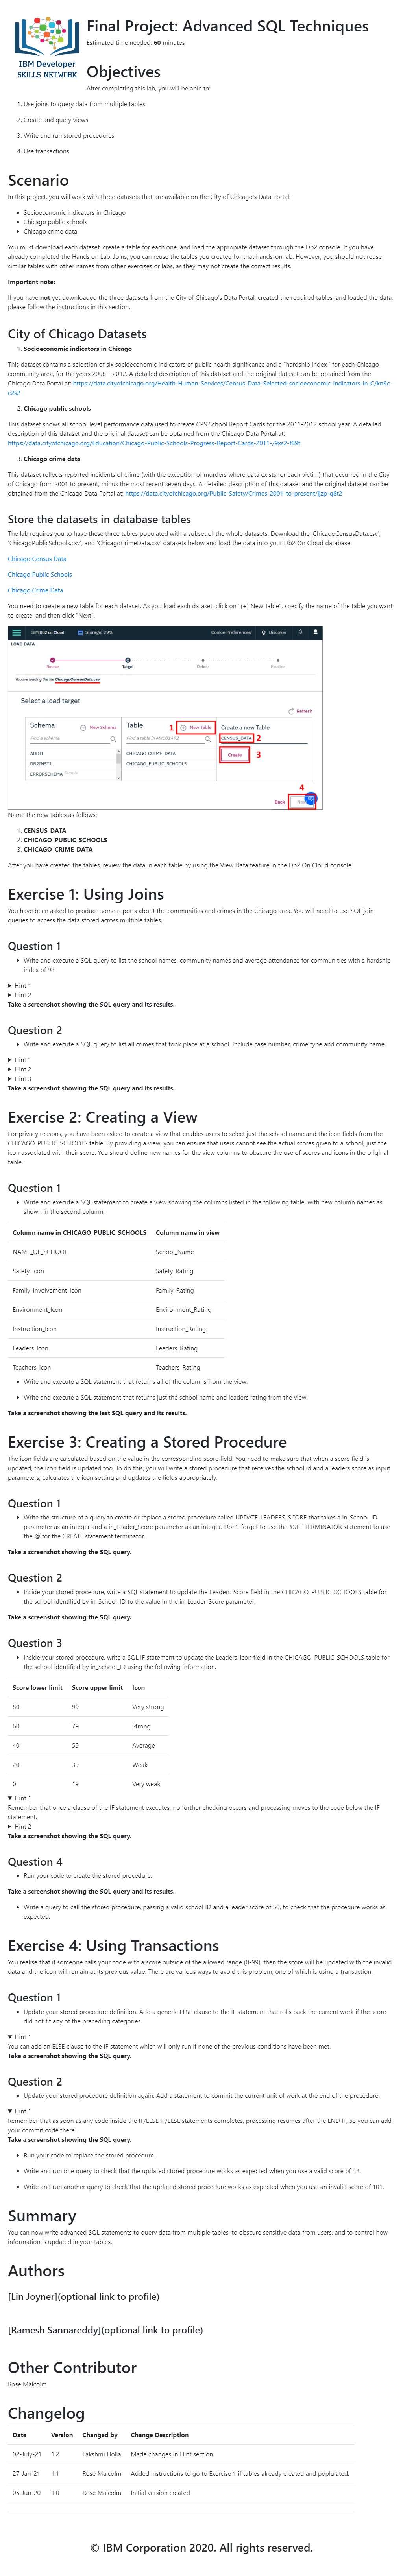 IBM Developer
SKILLS NETWORK
Final Project: Advanced SQL Techniques
Estimated time needed: 60 minutes
Objectives
After completing this lab, you will be able to:
1. Use joins to query data from multiple tables
2. Create and query views
3. Write and run stored procedures
4. Use transactions
Scenario
In this project, you will work with three datasets that are available on the City of Chicago's Data Portal:
• Socioeconomic indicators in Chicago
• Chicago public schools
• Chicago crime data
You must download each dataset, create a table for each one, and load the appropiate dataset through the Db2 console. If you have
already completed the Hands on Lab: Joins, you can reuse the tables you created for that hands-on lab. However, you should not reuse
similar tables with other names from other exercises or labs, as they may not create the correct results.
Important note:
If you have not yet downloaded the three datasets from the City of Chicago's Data Portal, created the required tables, and loaded the data,
please follow the instructions in this section.
City of Chicago Datasets
1. Socioeconomic indicators in Chicago
This dataset contains a selection of six socioeconomic indicators of public health significance and a "hardship index," for each Chicago
community area, for the years 2008 – 2012. A detailed description of this dataset and the original dataset can be obtained from the
Chicago Data Portal at: https://data.cityofchicago.org/Health-Human-Services/Census-Data-Selected-socioeconomic-indicators-in-C/kn9c-
c2s2
2. Chicago public schools
This dataset shows all school level performance data used to create CPS School Report Cards for the 2011-2012 school year. A detailed
description of this dataset and the original dataset can be obtained from the Chicago Data Portal at:
https://data.cityofchicago.org/Education/Chicago-Public-Schools-Progress-Report-Cards-2011-/9xs2-f89t
3. Chicago crime data
This dataset reflects reported incidents of crime (with the exception of murders where data exists for each victim) that occurred in the City
of Chicago from 2001 to present, minus the most recent seven days. A detailed description of this dataset and the original dataset can be
obtained from the Chicago Data Portal at: https://data.cityofchicago.org/Public-Safety/Crimes-2001-to-present/ijzp-q8t2
Store the datasets in database tables
The lab requires you to have these three tables populated with a subset of the whole datasets. Download the 'ChicagoCensusData.csv',
'ChicagoPublicSchools.csv', and 'ChicagoCrimeData.csv' datasets below and load the data into your Db2 On Cloud database.
Chicago Census Data
Chicago Public Schools
Chicago Crime Data
You need to create a new table for each dataset. As you load each dataset, click on "(+) New Table", specify the name of the table you want
to create, and then click "Next".
IBM Db2 on Cloud Storage: 19% Cookie Preferences Discover
LOAD DATA
Source Target Define Finalize
You are loading the file ChicagoCensusData.csv
Select a load target
Refresh
Schema New Schema Table 1 New Table Create a new Table
Find a schema CENSUS_DATA 2
AUDIT CHICAGO_CRIME_DATA Create 3
DB2INST1 CHICAGO_PUBLIC_SCHOOLS
ERRORSCHEMA
4
Back
Name the new tables as follows:
1. CENSUS_DATA
2. CHICAGO_PUBLIC_SCHOOLS
3. CHICAGO_CRIME_DATA
After you have created the tables, review the data in each table by using the View Data feature in the Db2 On Cloud console.
Exercise 1: Using Joins
You have been asked to produce some reports about the communities and crimes in the Chicago area. You will need to use SQL join
queries to access the data stored across multiple tables.
Question 1
• Write and execute a SQL query to list the school names, community names and average attendance for communities with a hardship
index of 98.
▶ Hint 1
▶ Hint 2
Take a screenshot showing the SQL query and its results.
Question 2
• Write and execute a SQL query to list all crimes that took place at a school. Include case number, crime type and community name.
▶ Hint 1
▶ Hint 2
▶ Hint 3
Take a screenshot showing the SQL query and its results.
Exercise 2: Creating a View
For privacy reasons, you have been asked to create a view that enables users to select just the school name and the icon fields from the
CHICAGO_PUBLIC_SCHOOLS table. By providing a view, you can ensure that users cannot see the actual scores given to a school, just the
icon associated with their score. You should define new names for the view columns to obscure the use of scores and icons in the original
table.
Question 1
• Write and execute a SQL statement to create a view showing the columns listed in the following table, with new column names as
shown in the second column.
Column name in CHICAGO_PUBLIC_SCHOOLS Column name in view
NAME_OF_SCHOOL School_Name
Safety_Icon Safety_Rating
Family_Involvement_Icon Family_Rating
Environment_Icon Environment_Rating
Instruction_Icon Instruction_Rating
Leaders_Icon Leaders_Rating
Teachers_Icon Teachers_Rating
• Write and execute a SQL statement that returns all of the columns from the view.
• Write and execute a SQL statement that returns just the school name and leaders rating from the view.
Take a screenshot showing the last SQL query and its results.
Exercise 3: Creating a Stored Procedure
The icon fields are calculated based on the value in the corresponding score field. You need to make sure that when a score field is
updated, the icon field is updated too. To do this, you will write a stored procedure that receives the school id and a leaders score as input
parameters, calculates the icon setting and updates the fields appropriately.
Question 1
• Write the structure of a query to create or replace a stored procedure called UPDATE_LEADERS_SCORE that takes a in_School_ID
parameter as an integer and a in_Leader_Score parameter as an integer. Don't forget to use the #SET TERMINATOR statement to use
the @ for the CREATE statement terminator.
Take a screenshot showing the SQL query.
Question 2
• Inside your stored procedure, write a SQL statement to update the Leaders_Score field in the CHICAGO_PUBLIC_SCHOOLS table for
the school identified by in_School_ID to the value in the in_Leader_Score parameter.
Take a screenshot showing the SQL query.
Question 3
• Inside your stored procedure, write a SQL IF statement to update the Leaders_Icon field in the CHICAGO_PUBLIC_SCHOOLS table for
the school identified by in_School_ID using the following information.
Score lower limit Score upper limit Icon
80 99 Very strong
60 79 Strong
40 59 Average
20 39 Weak
0 19 Very weak
▼ Hint 1
Remember that once a clause of the IF statement executes, no further checking occurs and processing moves to the code below the IF
statement.
▶ Hint 2
Take a screenshot showing the SQL query.
Question 4
• Run your code to create the stored procedure.
Take a screenshot showing the SQL query and its results.
• Write a query to call the stored procedure, passing a valid school ID and a leader score of 50, to check that the procedure works as
expected.
Exercise 4: Using Transactions
You realise that if someone calls your code with a score outside of the allowed range (0-99), then the score will be updated with the invalid
data and the icon will remain at its previous value. There are various ways to avoid this problem, one of which is using a transaction.
Question 1
• Update your stored procedure definition. Add a generic ELSE clause to the IF statement that rolls back the current work if the score
did not fit any of the preceding categories.
▼ Hint 1
You can add an ELSE clause to the IF statement which will only run if none of the previous conditions have been met.
Take a screenshot showing the SQL query.
Question 2
• Update your stored procedure definition again. Add a statement to commit the current unit of work at the end of the procedure.
▼ Hint 1
Remember that as soon as any code inside the IF/ELSE IF/ELSE statements completes, processing resumes after the END IF, so you can add
your commit code there.
Take a screenshot showing the SQL query.
• Run your code to replace the stored procedure.
• Write and run one query to check that the updated stored procedure works as expected when you use a valid score of 38.
• Write and run another query to check that the updated stored procedure works as expected when you use an invalid score of 101.
Summary
You can now write advanced SQL statements to query data from multiple tables, to obscure sensitive data from users, and to control how
information is updated in your tables.
Authors
[Lin Joyner](optional link to profile)
[Ramesh Sannareddy](optional link to profile)
Other Contributor
Rose Malcolm
Changelog
Date Version Changed by Change Description
02-July-21 1.2 Lakshmi Holla Made changes in Hint section.
27-Jan-21 1.1 Rose Malcolm Added instructions to go to Exercise 1 if tables already created and poplulated.
05-Jun-20 1.0 Rose Malcolm Initial version created
© IBM Corporation 2020. All rights reserved.